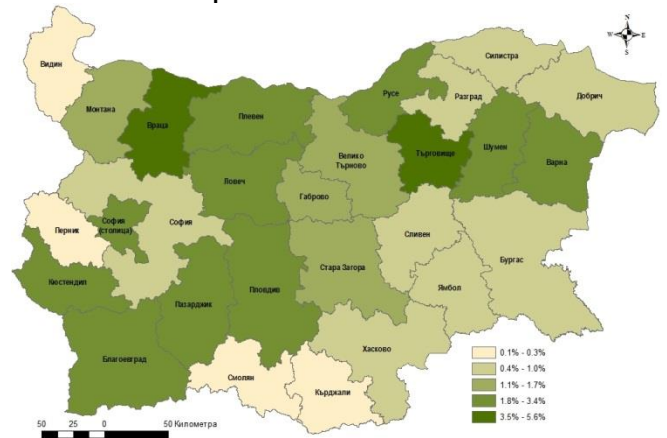 N
W E
S
Видин
Силистра
Русе
Разград
Добрич
Монтана
Враца
Плевен
Велико
Търново
Търговище
Шумен
Варна
Ловеч
Габрово
София
(столица)
София
Перник
Сливен
Бургас
Стара Загора
Кюстендил
Пазарджик
Пловдив
Ямбол
Хасково
Благоевград
Смолян
Кърджали
0.1% - 0.3%
0.4% - 1.0%
1.1% - 1.7%
1.8% - 3.4%
3.5% - 5.6%
50 25 0 50 Километра